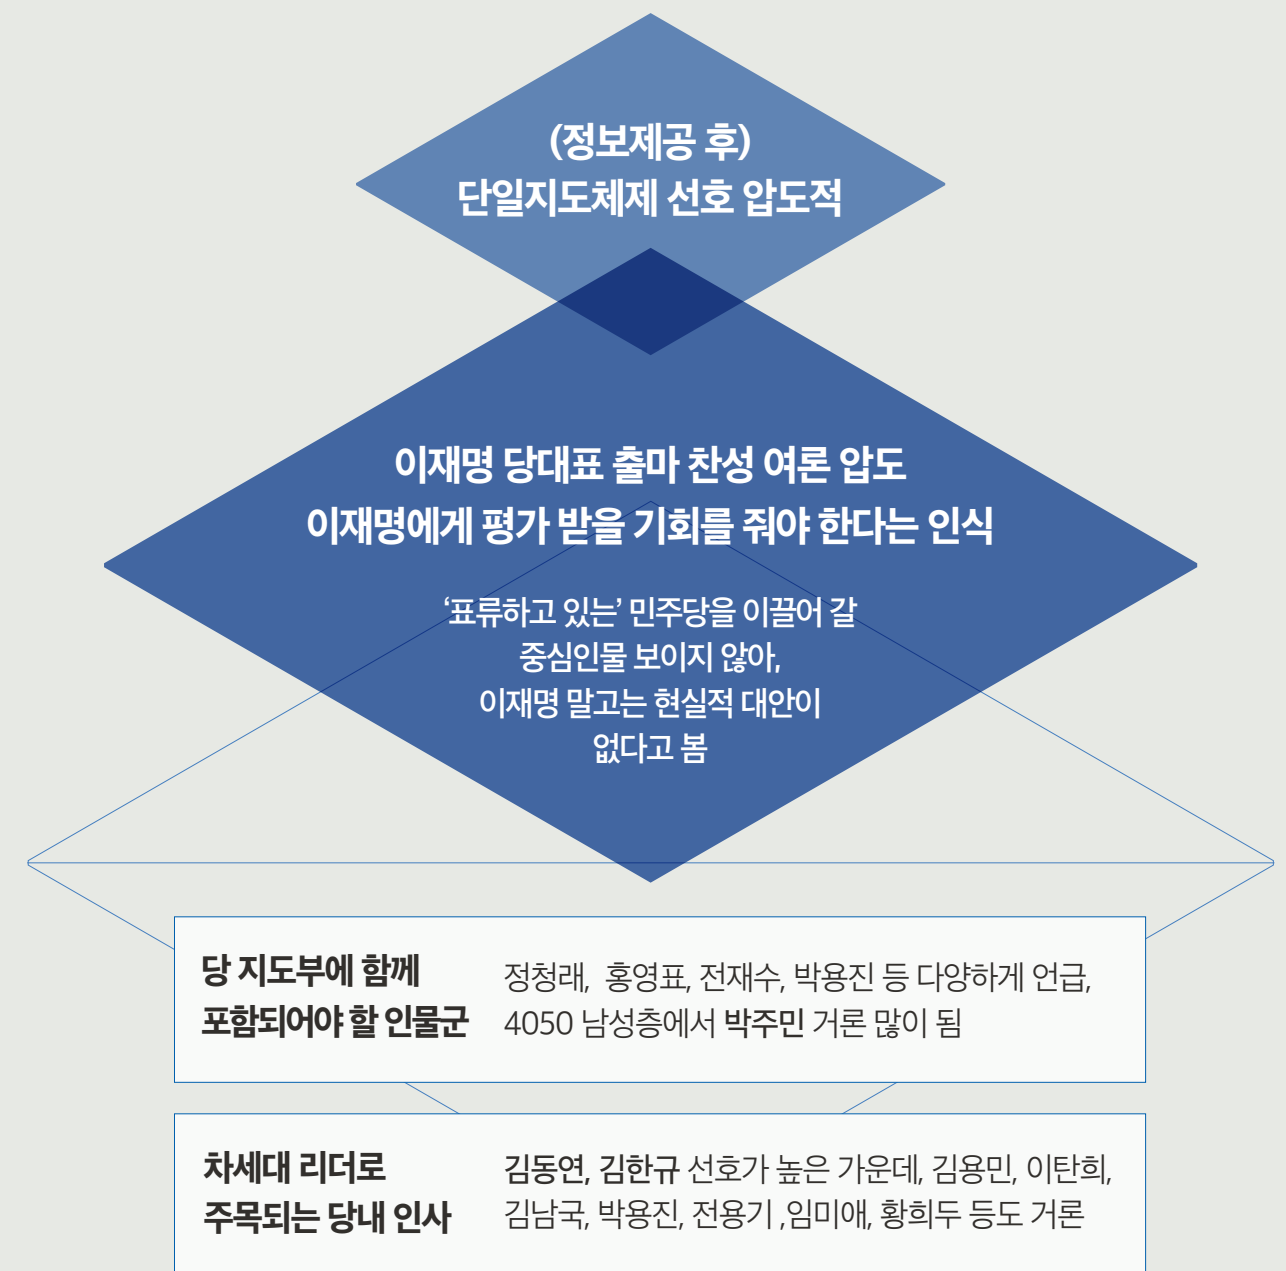 (정보제공 후)
단일지도체제 선호 압도적
이재명 당대표 출마 찬성 여론 압도
이재명에게 평가 받을 기회를 줘야 한다는 인식
‘표류하고 있는’ 민주당을 이끌어 갈
중심인물 보이지 않아,
이재명 말고는 현실적 대안이
없다고 봄
당 지도부에 함께
포함되어야 할 인물군
정청래, 홍영표, 전재수, 박용진 등 다양하게 언급,
4050 남성층에서 박주민 거론 많이 됨
차세대 리더로
주목되는 당내 인사
김동연, 김한규 선호가 높은 가운데, 김용민, 이탄희,
김남국, 박용진, 전용기 ,임미애, 황희두 등도 거론